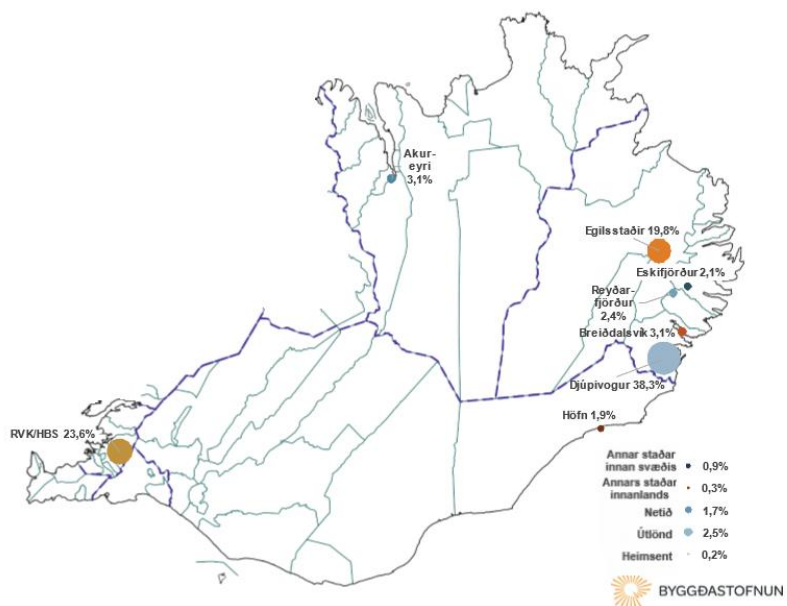 Akur-
eyri
3,1%
Egilsstaðir 19,8%
Eskifjörður 2,1%
Reyðar-
fjörður
2,4%
Breiðdalsvík 3,1%
Djúpivogur 38,3%
Höfn 1,9%
RVK/HBS 23,6%
Annar staðar
innan svæðis 0,9%
Annars staðar
innanlands 0,3%
Netið 1,7%
Útlönd 2,5%
Heimsent 0,2%
BYGGÐASTOFNUN